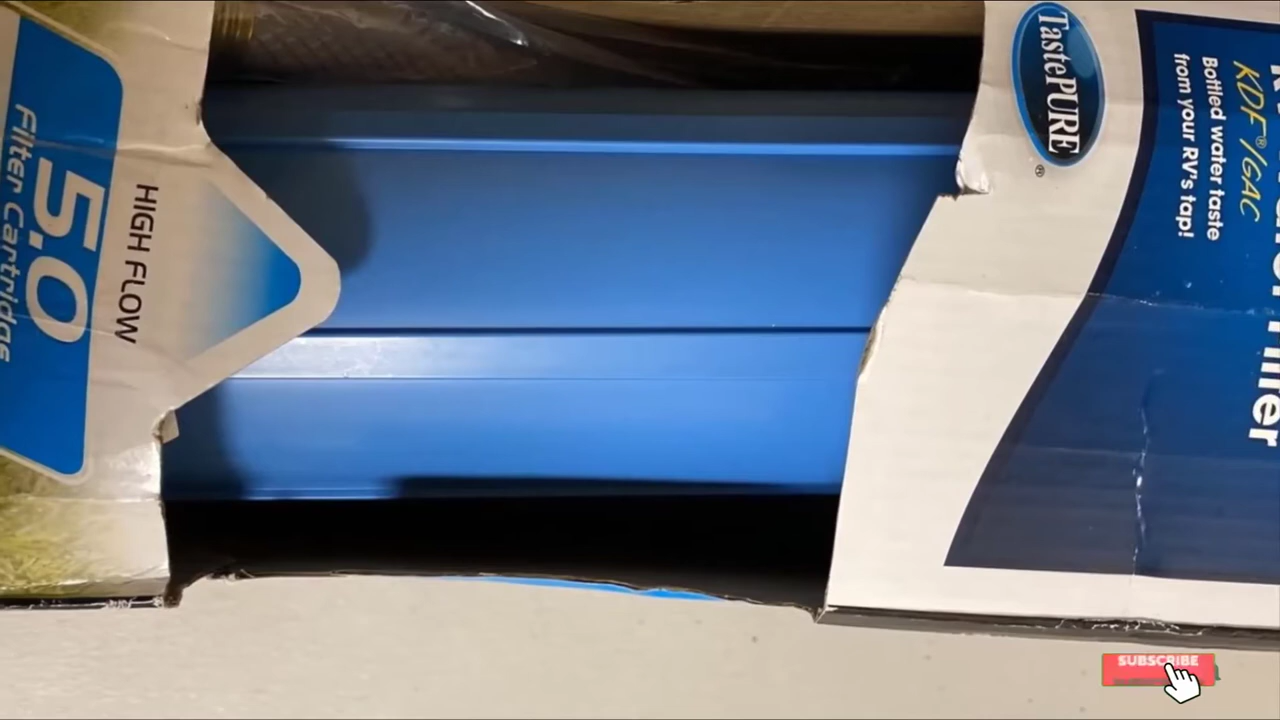 TastePURE
®
KDF®/GAC
Bottled water taste
from your RV's tap!
HIGH FLOW
5.0
Filter Cartridge
SUBSCRIBE